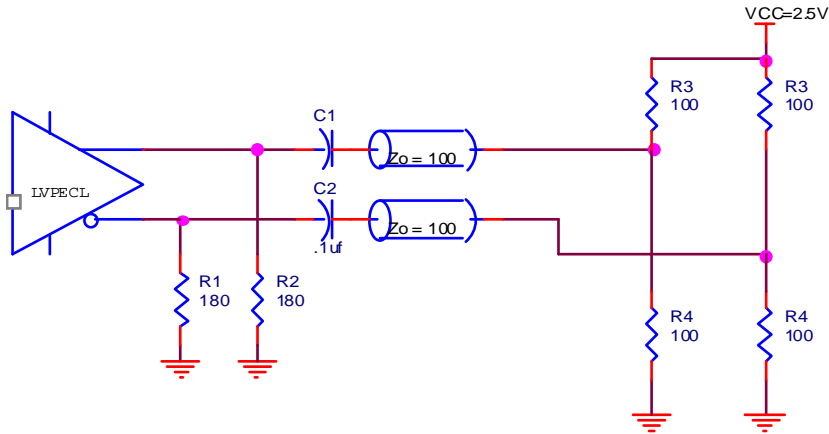 VCC=2.5V
R3
100
R3
100
C1
Zo = 100
LVPECL
C2
.1uf
Zo = 100
R1
180
R2
180
R4
100
R4
100